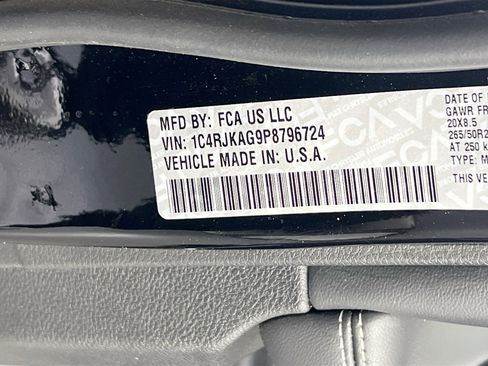 MFD BY: FCA US LLC
VIN: 1C4RJKAG9P8796724
VEHICLE MADE IN: U.S.A.
DATE OF
GAWR FR
20X8.5
265/50R2
AT 250 k
TYPE: M
THIS VE
FCA